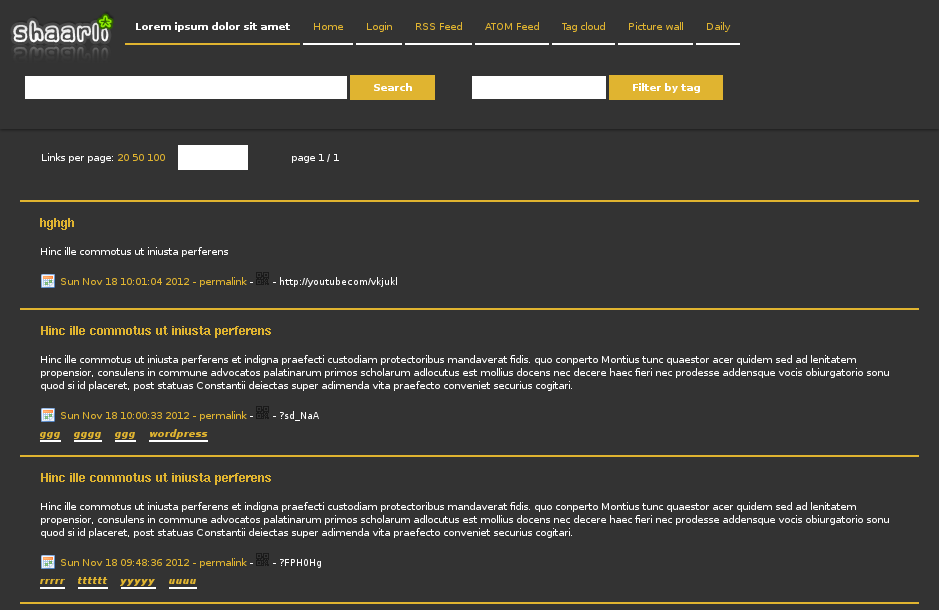 shaarli
Lorem ipsum dolor sit amet Home Login RSS Feed ATOM Feed Tag cloud Picture wall Daily
Search Filter by tag
Links per page: 20 50 100 page 1 / 1
hghgh
Hinc ille commotus ut iniusta perferens
Sun Nov 18 10:01:04 2012 - permalink - - http://youtube.com/vkjukl
Hinc ille commotus ut iniusta perferens
Hinc ille commotus ut iniusta perferens et indigna praefecti custodiam protectoribus mandaverat fidis. quo conperto Montius tunc quaestor acer quidem sed ad lenitatem
propensior, consulens in commune advocatos palatinarum primos scholarum adlocutus est mollius docens nec decere haec fieri nec prodesse addensque vocis obiurgatorio sonu
quod si id placeret, post statuas Constantii deiectas super adimenda vita praefecto conveniet securius cogitari.
Sun Nov 18 10:00:33 2012 - permalink - - ?sd_NaA
ggg gggg ggg wordpress
Hinc ille commotus ut iniusta perferens
Hinc ille commotus ut iniusta perferens et indigna praefecti custodiam protectoribus mandaverat fidis. quo conperto Montius tunc quaestor acer quidem sed ad lenitatem
propensior, consulens in commune advocatos palatinarum primos scholarum adlocutus est mollius docens nec decere haec fieri nec prodesse addensque vocis obiurgatorio sonu
quod si id placeret, post statuas Constantii deiectas super adimenda vita praefecto conveniet securius cogitari.
Sun Nov 18 09:48:36 2012 - permalink - - ?FPH0Hg
rrrrr tttttt yyyyy uuuu